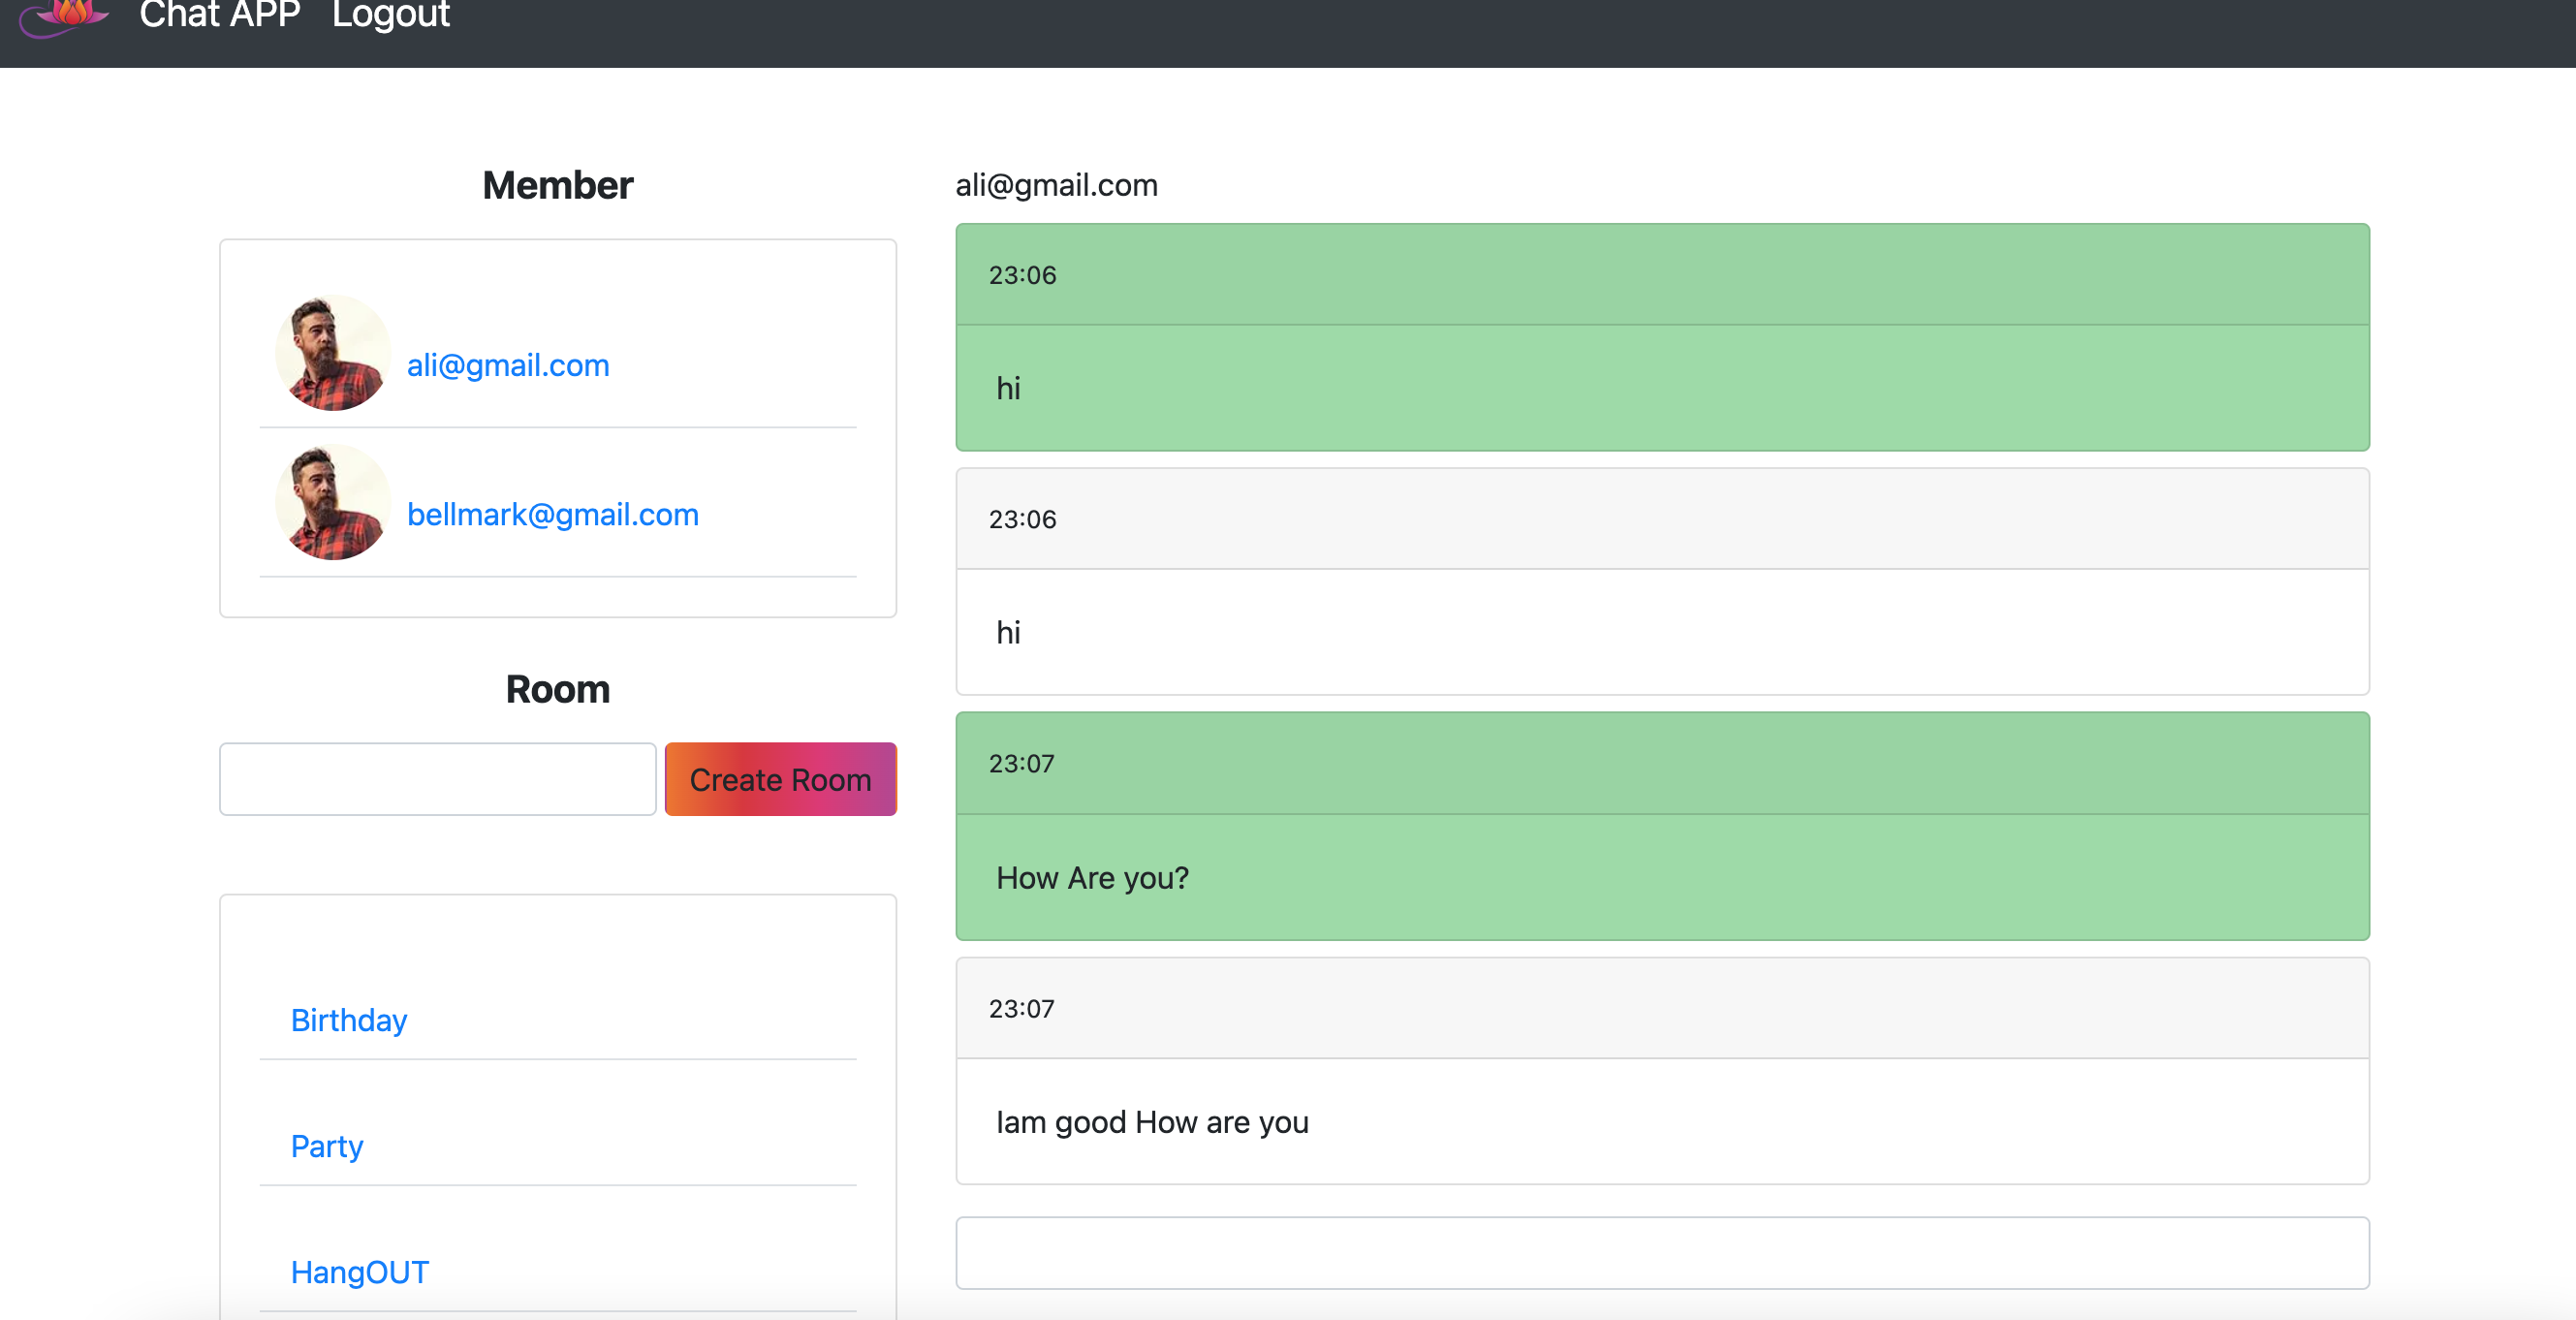 Chat APP Logout
Member
ali@gmail.com
bellmark@gmail.com
Room
Create Room
Birthday
Party
HangOUT
ali@gmail.com
23:06
hi
23:06
hi
23:07
How Are you?
23:07
Iam good How are you